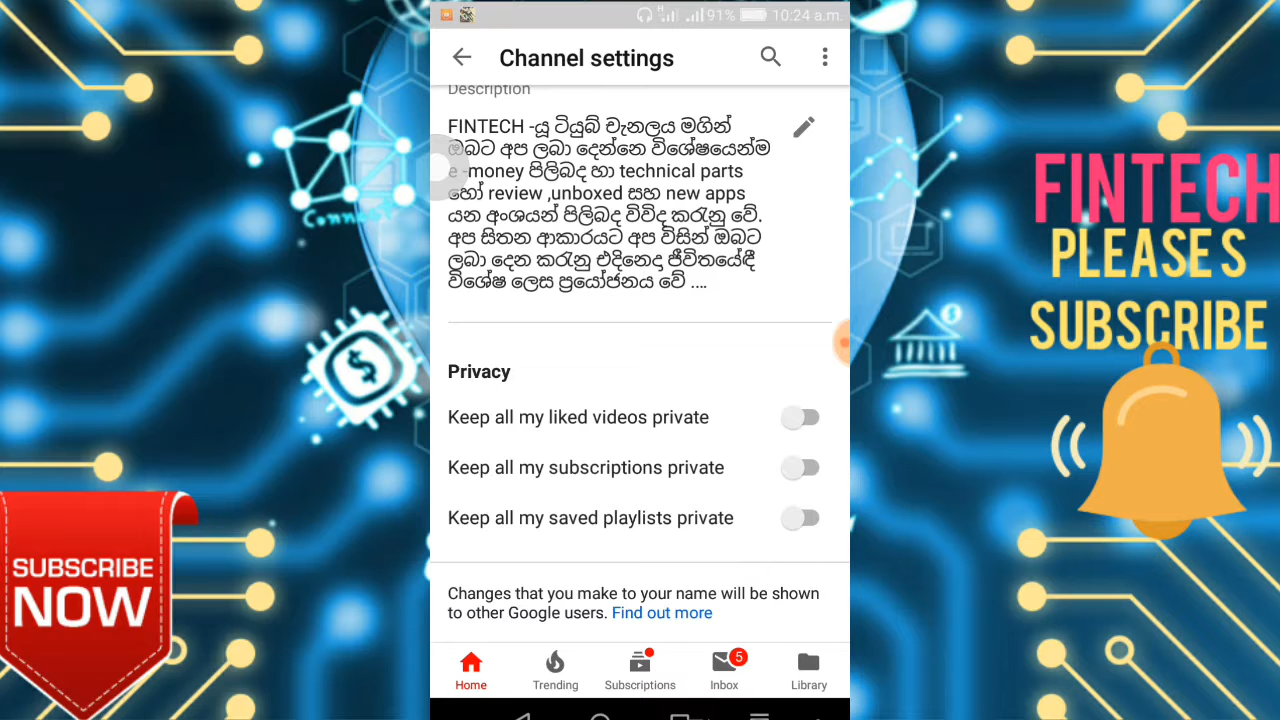 91% 10:24 a.m.
Channel settings
Description
FINTECH -යූ ටියුබ් චැනලය මගින්
ඔබට අප ලබා දෙන්නෙ විශේෂයෙන්ම
e -money පිලිබද හා technical parts
හෝ review ,unboxed සහ new apps
යන අංශයන් පිලිබද විවිද කරැනු වේ.
අප සිතන ආකාරයට අප විසින් ඔබට
ලබා දෙන කරැනු එදිනෙදා ජීවිතයේඳී
විශේෂ ලෙස ප්‍රයෝජනය වේ ....
Privacy
Keep all my liked videos private
Keep all my subscriptions private
Keep all my saved playlists private
Changes that you make to your name will be shown
to other Google users. Find out more
Home Trending Subscriptions Inbox 5 Library
Connect
FINTECH
PLEASE S
SUBSCRIBE
SUBSCRIBE
NOW